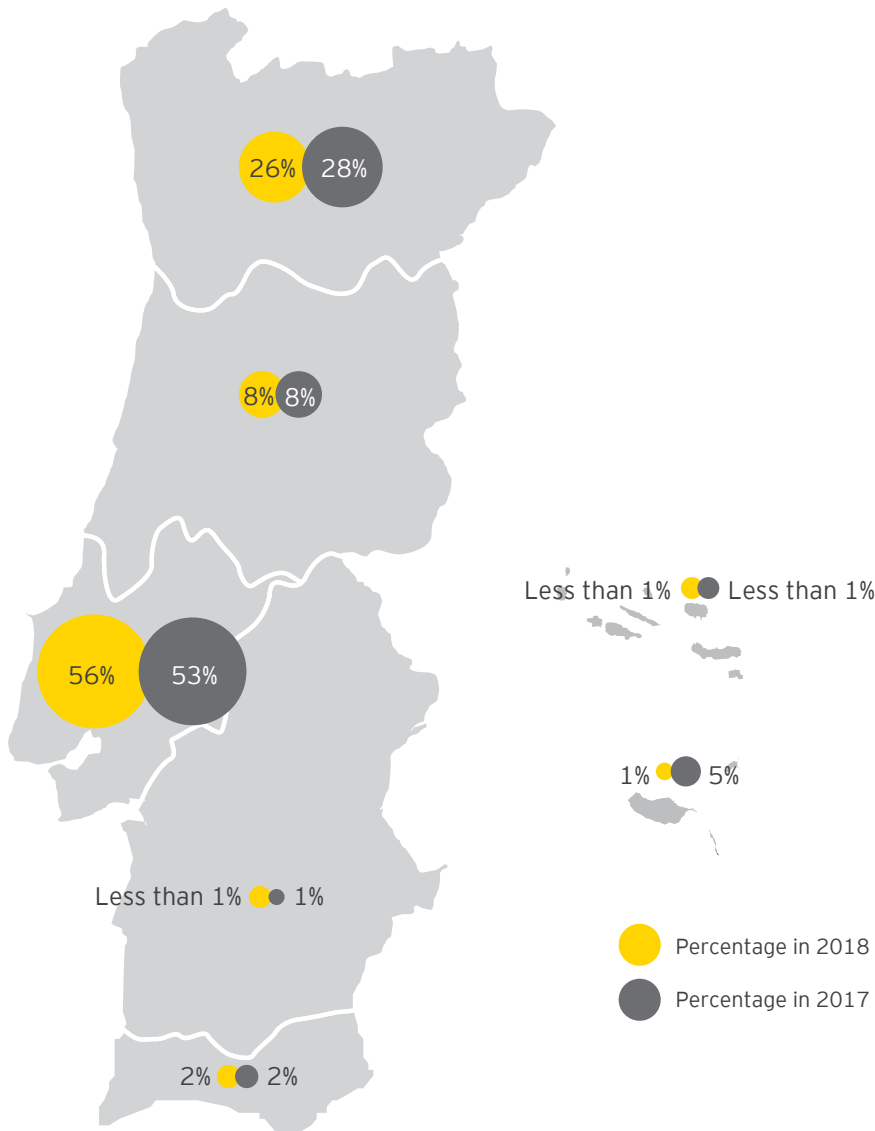 26% 28%
8% 8%
Less than 1% Less than 1%
56% 53%
1% 5%
Less than 1% 1%
Percentage in 2018
Percentage in 2017
2% 2%